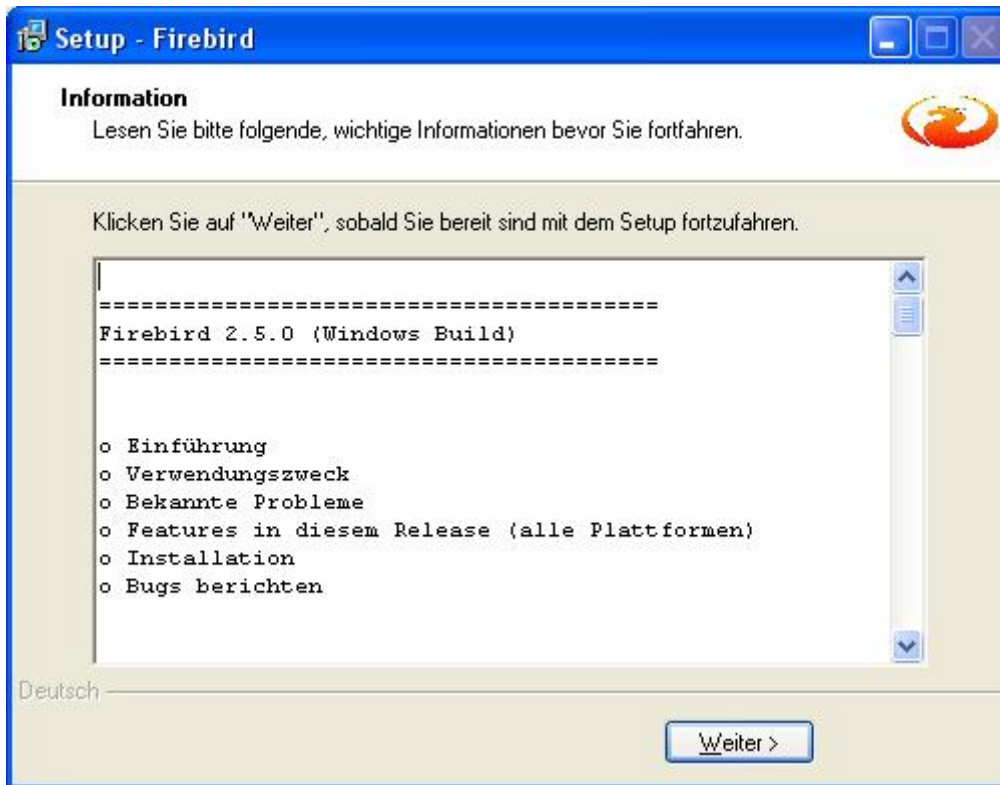 Setup - Firebird
Information
Lesen Sie bitte folgende, wichtige Informationen bevor Sie fortfahren.
Klicken Sie auf "Weiter", sobald Sie bereit sind mit dem Setup fortzufahren.
========================================
Firebird 2.5.0 (Windows Build)
========================================
o Einführung
o Verwendungszweck
o Bekannte Probleme
o Features in diesem Release (alle Plattformen)
o Installation
o Bugs berichten
Deutsch
Weiter >